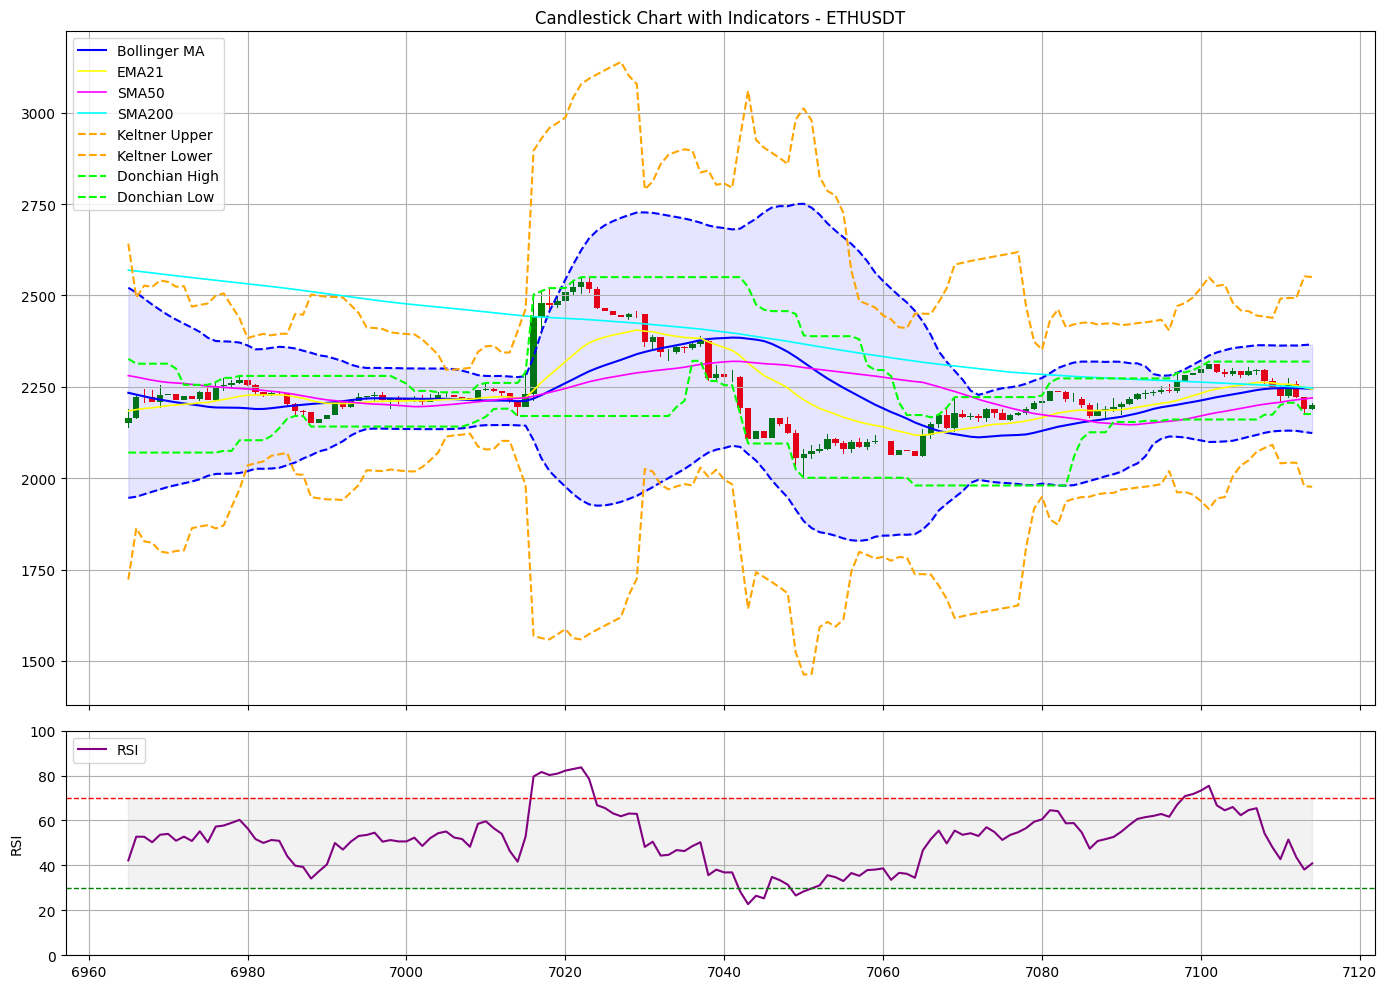 Candlestick Chart with Indicators - ETHUSDT
Bollinger MA
EMA21
SMA50
SMA200
Keltner Upper
Keltner Lower
Donchian High
Donchian Low
3000
2750
2500
2250
2000
1750
1500
RSI
100
80
60
40
20
0
RSI
6960 6980 7000 7020 7040 7060 7080 7100 7120